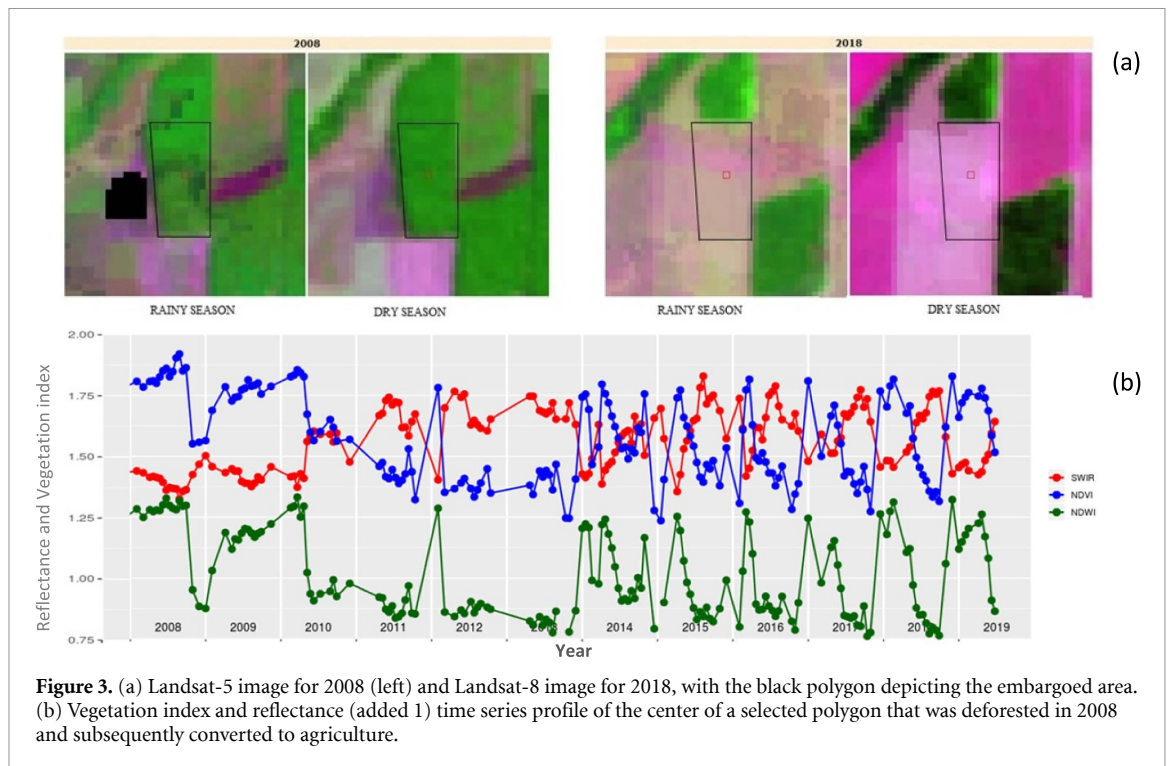 2008
2018
(a)
RAINY SEASON
DRY SEASON
RAINY SEASON
DRY SEASON
(b)
Reflectance and Vegetation index
2.00
1.75
1.50
1.25
1.00
0.75
2008
2009
2010
2011
2012
2014
2015
2016
2019
Year
SWIR
NDVI
NDWI
Figure 3. (a) Landsat-5 image for 2008 (left) and Landsat-8 image for 2018, with the black polygon depicting the embargoed area.
(b) Vegetation index and reflectance (added 1) time series profile of the center of a selected polygon that was deforested in 2008
and subsequently converted to agriculture.